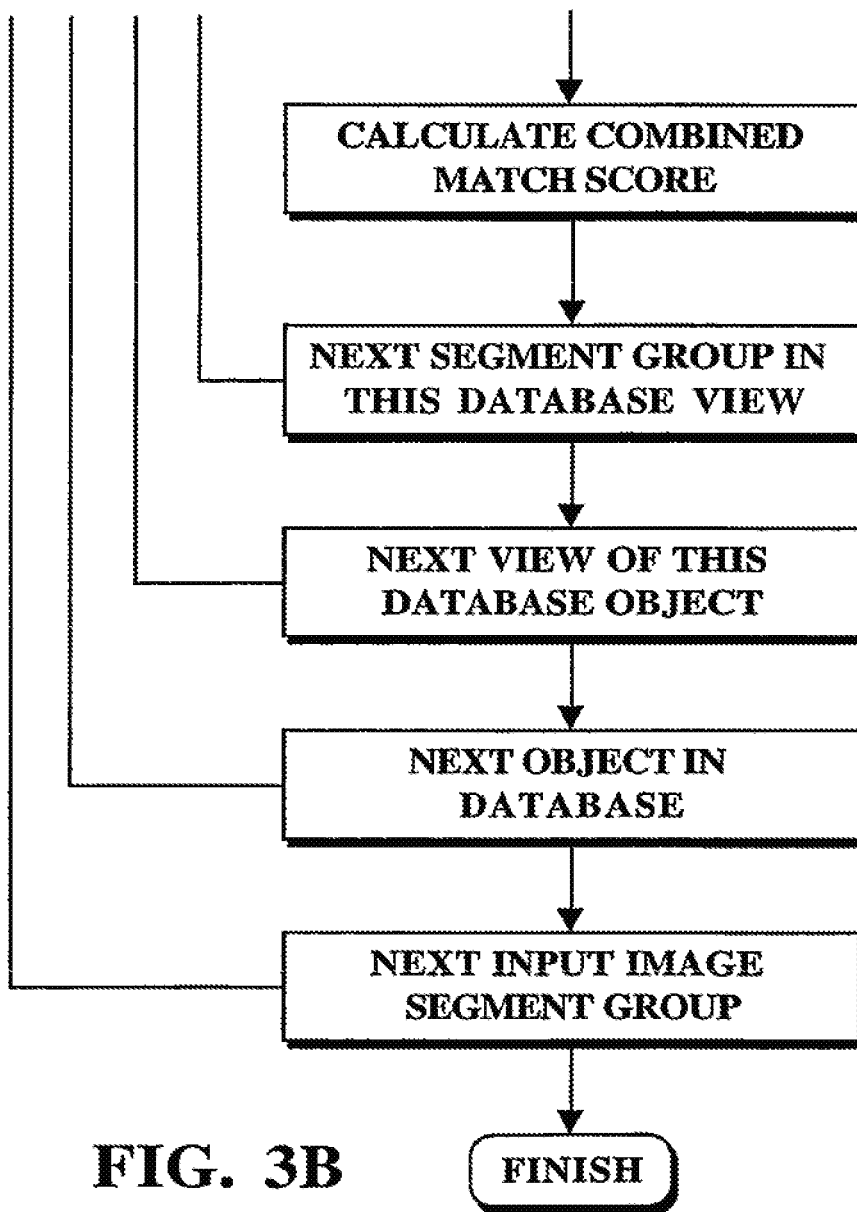 CALCULATE COMBINED
MATCH SCORE
NEXT SEGMENT GROUP IN
THIS DATABASE VIEW
NEXT VIEW OF THIS
DATABASE OBJECT
NEXT OBJECT IN
DATABASE
NEXT INPUT IMAGE
SEGMENT GROUP
FINISH
FIG. 3B